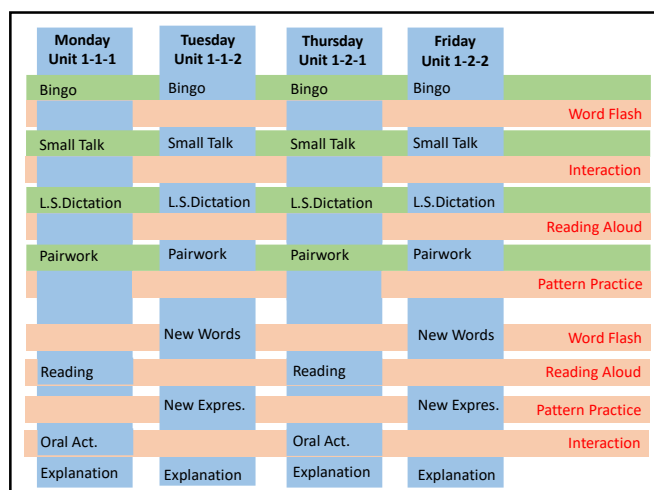 Monday Tuesday Thursday Friday
Unit 1-1-1 Unit 1-1-2 Unit 1-2-1 Unit 1-2-2
Bingo Bingo Bingo Bingo
Word Flash
Small Talk Small Talk Small Talk Small Talk
Interaction
L.S.Dictation L.S.Dictation L.S.Dictation L.S.Dictation
Reading Aloud
Pairwork Pairwork Pairwork Pairwork
Pattern Practice
New Words New Words Word Flash
Reading Reading Reading Aloud
New Expres. New Expres. Pattern Practice
Oral Act. Oral Act. Interaction
Explanation Explanation Explanation Explanation